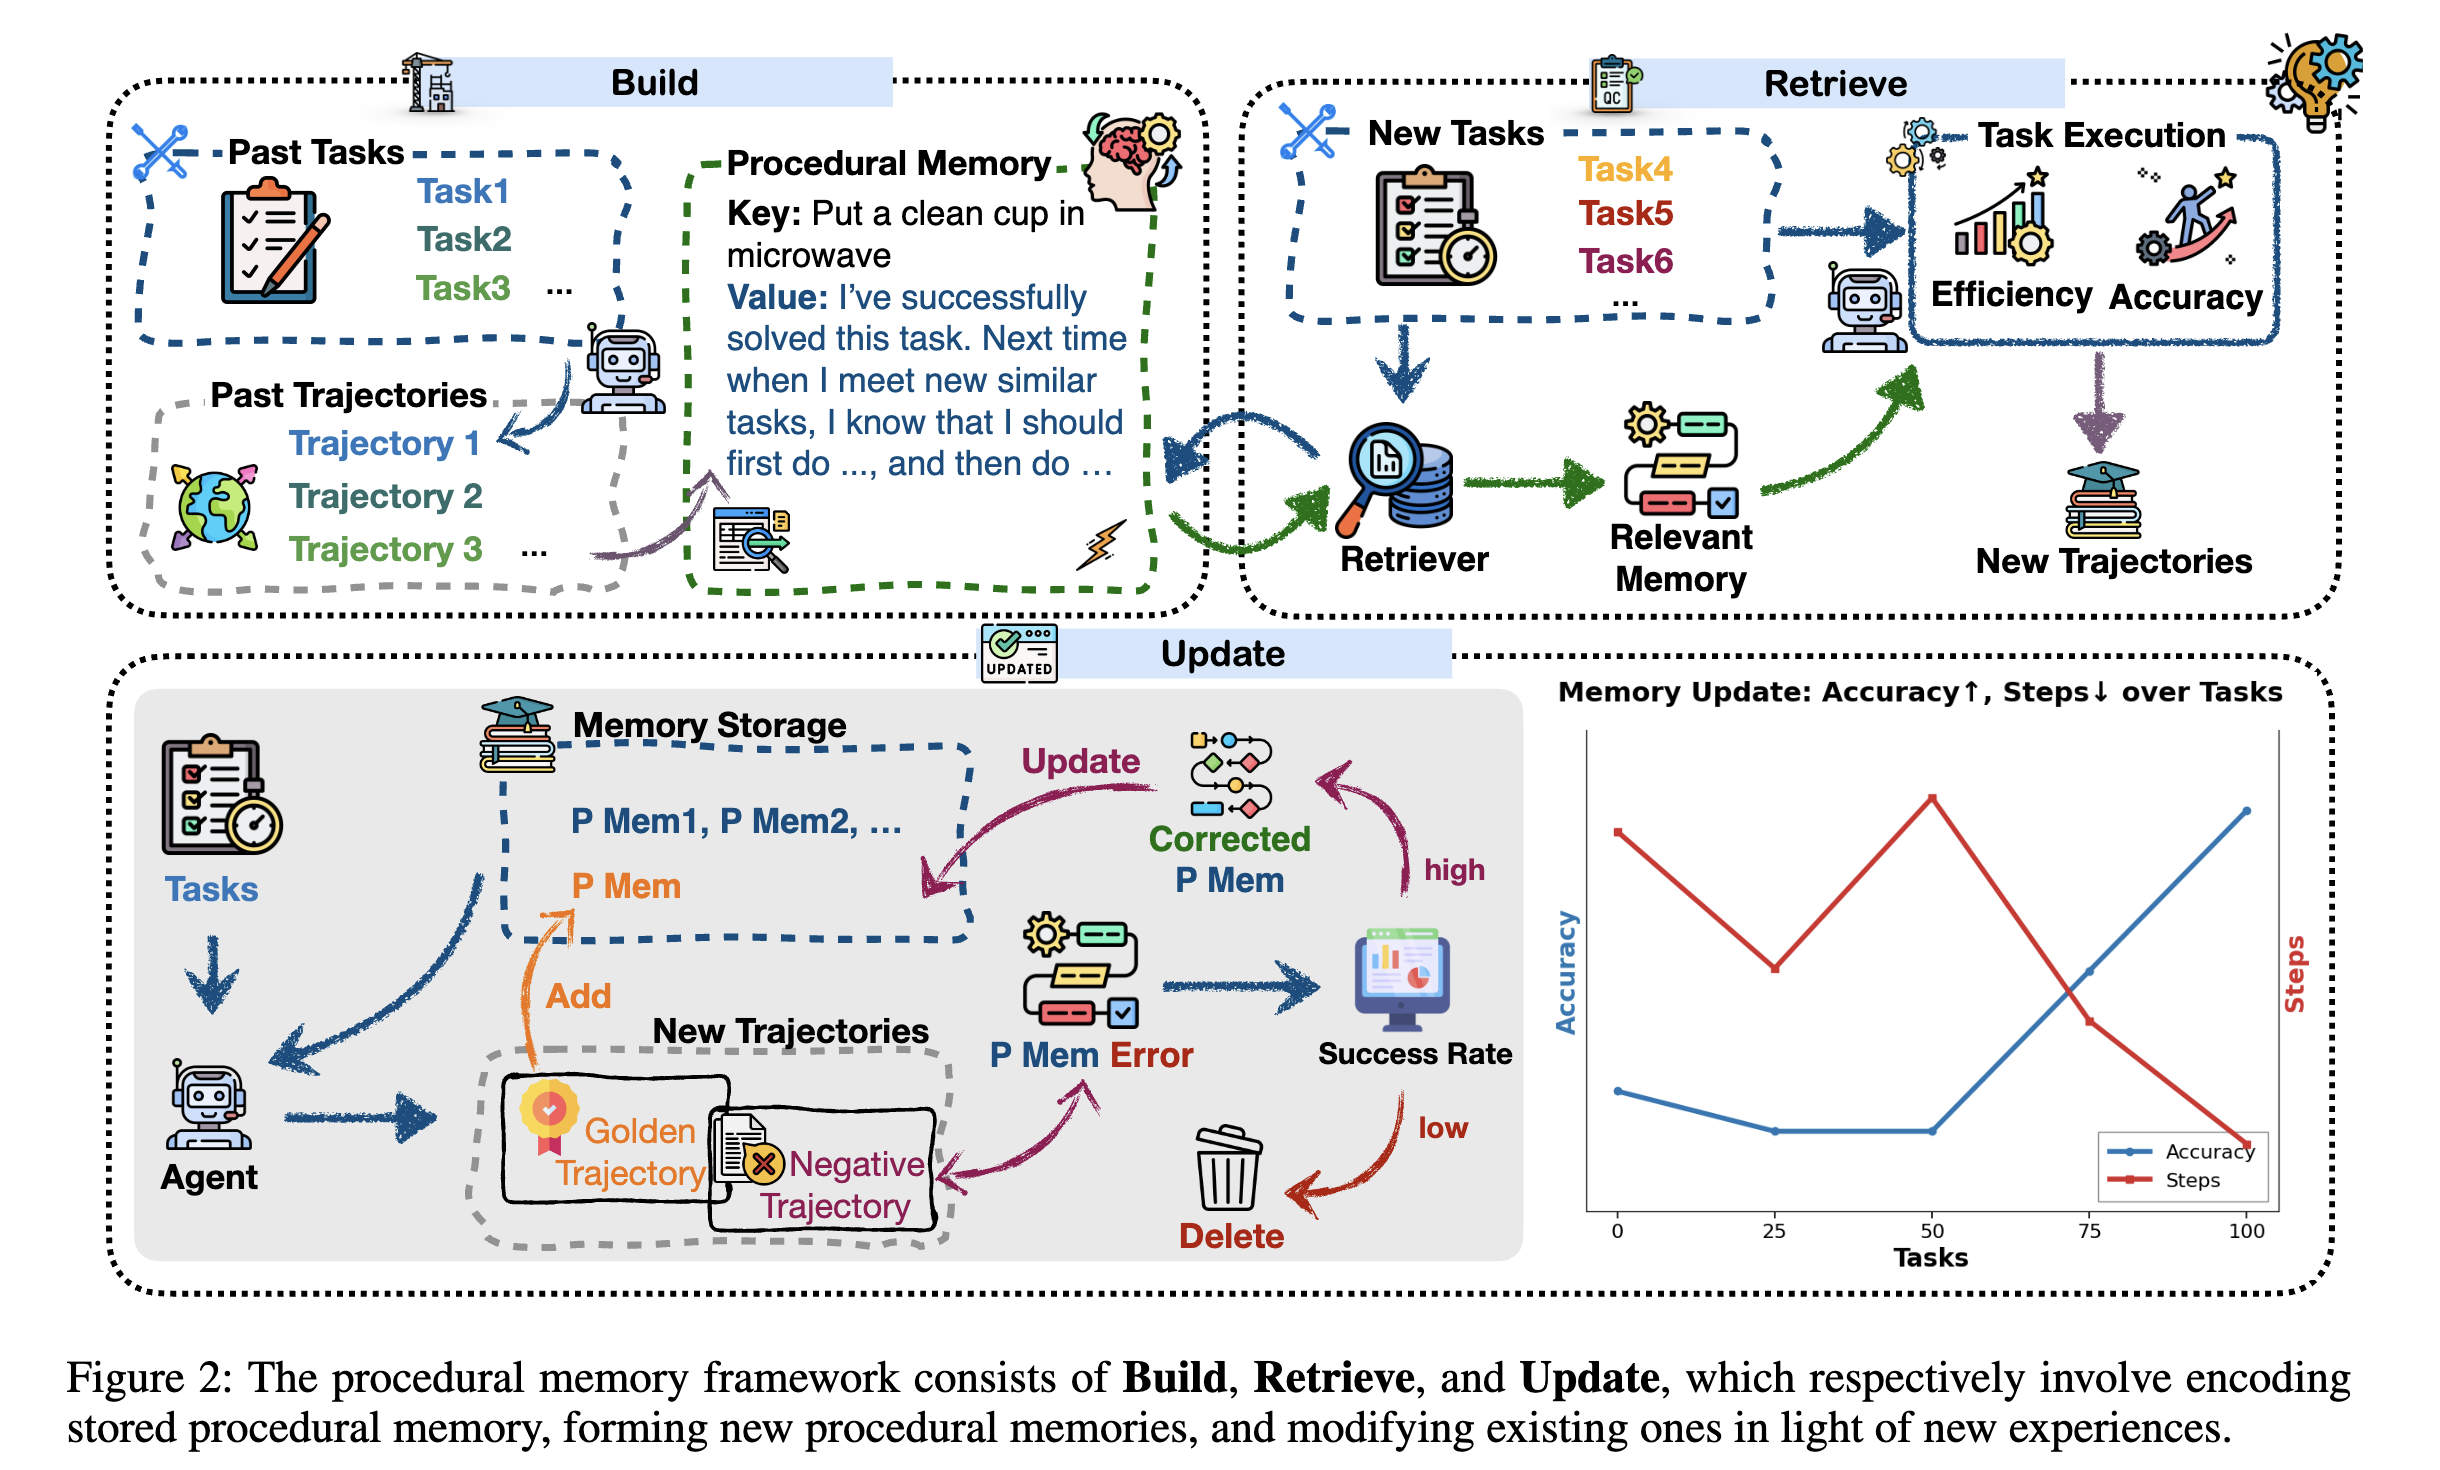 Build
Past Tasks
Task1
Task2
Task3 ...
Past Trajectories
Trajectory 1
Trajectory 2
Trajectory 3 ...
Procedural Memory
Key: Put a clean cup in
microwave
Value: I’ve successfully
solved this task. Next time
when I meet new similar
tasks, I know that I should
first do ..., and then do …
QC
Retrieve
New Tasks
Task4
Task5
Task6
...
Task Execution
Efficiency Accuracy
Retriever
Relevant
Memory
New Trajectories
UPDATED
Update
Tasks
Agent
Memory Storage
P Mem1, P Mem2, …
P Mem
Add
New Trajectories
Golden
Trajectory
Negative
Trajectory
Update
Corrected
P Mem
high
P Mem Error
Success Rate
low
Delete
Memory Update: Accuracy↑, Steps↓ over Tasks
Accuracy
Steps
Accuracy
Steps
0 25 50 75 100
Tasks
Figure 2: The procedural memory framework consists of Build, Retrieve, and Update, which respectively involve encoding
stored procedural memory, forming new procedural memories, and modifying existing ones in light of new experiences.